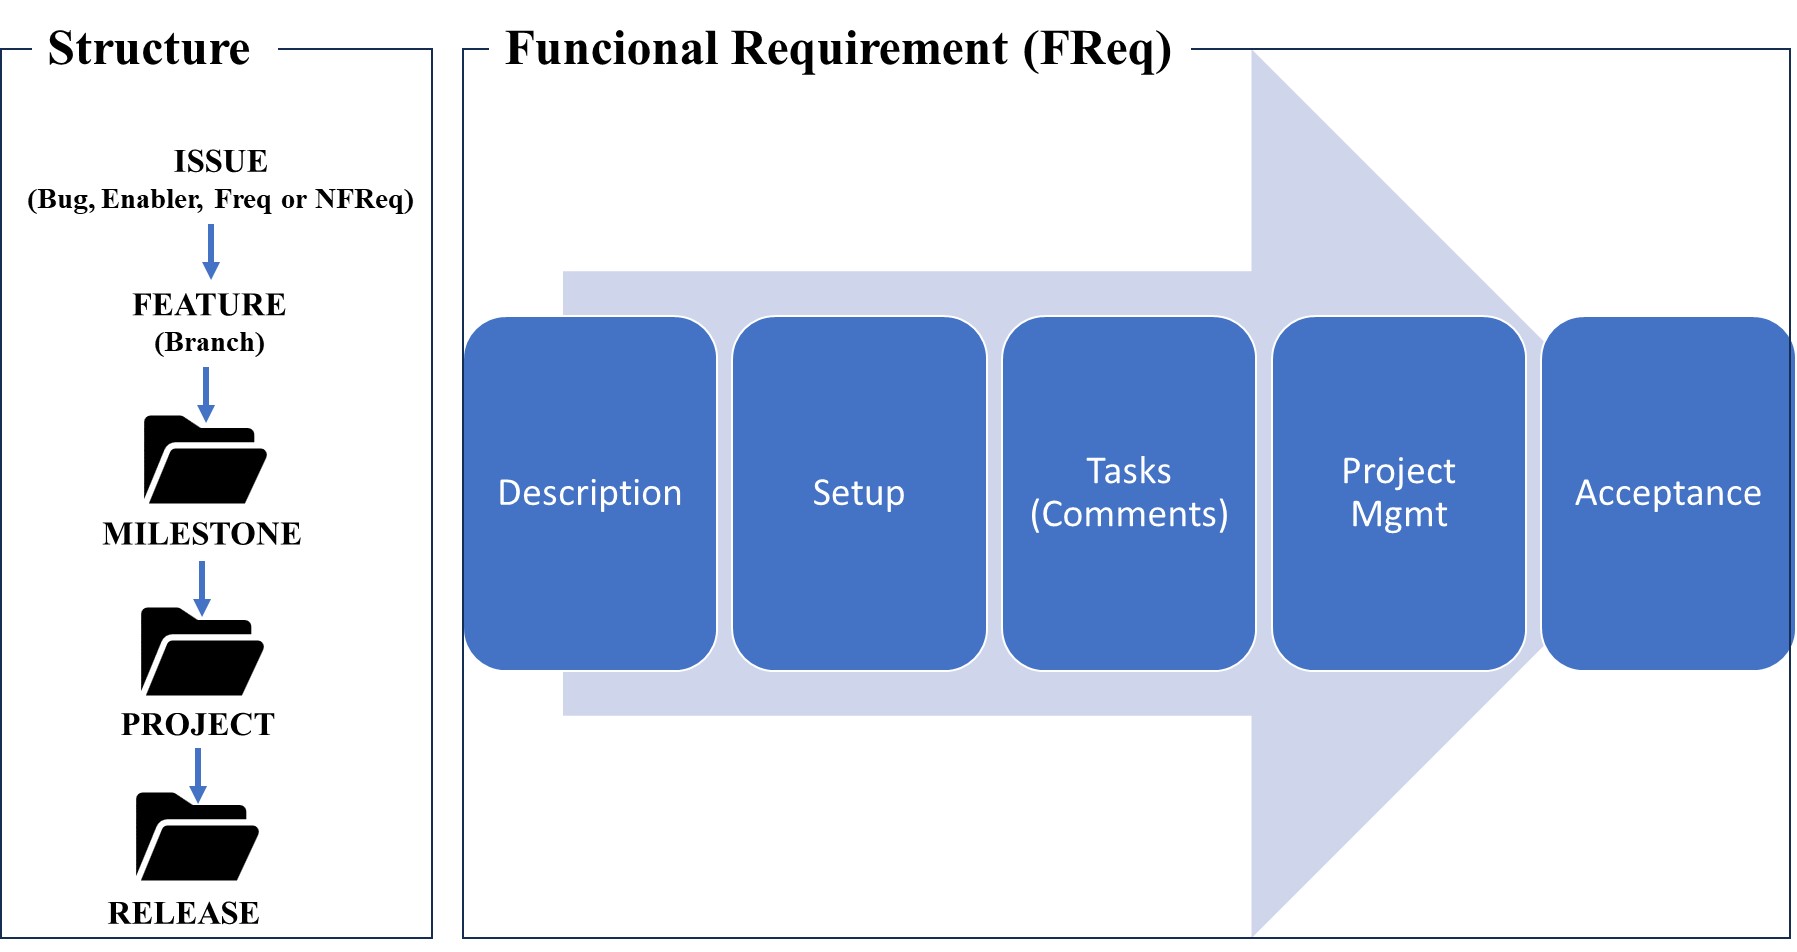 Structure
ISSUE
(Bug, Enabler, Freq or NFReq)
FEATURE
(Branch)
MILESTONE
PROJECT
RELEASE
Funcional Requirement (FReq)
Description
Setup
Tasks
(Comments)
Project
Mgmt
Acceptance